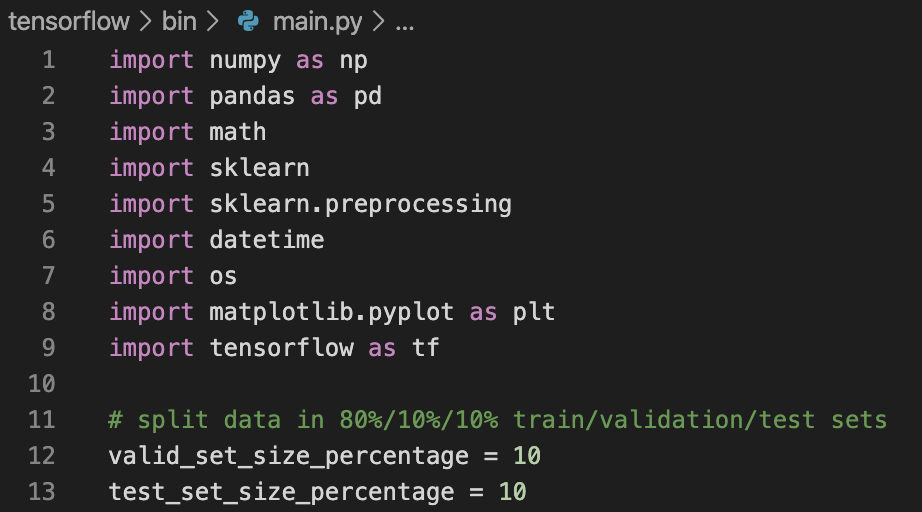 tensorflow > bin > main.py > ...
1 import numpy as np
2 import pandas as pd
3 import math
4 import sklearn
5 import sklearn.preprocessing
6 import datetime
7 import os
8 import matplotlib.pyplot as plt
9 import tensorflow as tf
10
11 # split data in 80%/10%/10% train/validation/test sets
12 valid_set_size_percentage = 10
13 test_set_size_percentage = 10